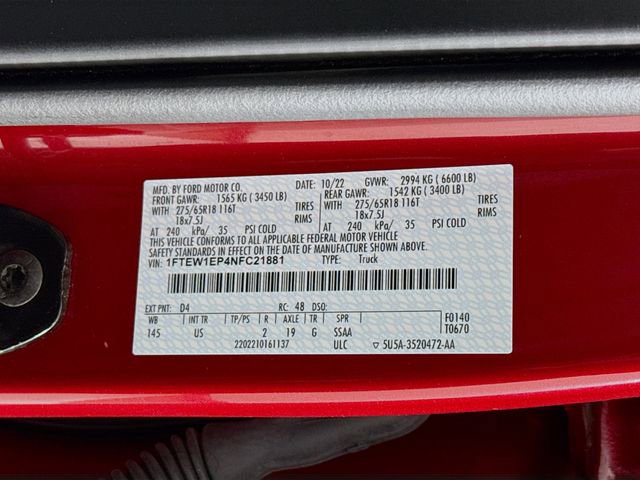 MFD. BY FORD MOTOR CO. DATE: 10/22 GVWR: 2994 KG ( 6600 LB)
FRONT GAWR: 1565 KG ( 3450 LB) REAR GAWR: 1542 KG ( 3400 LB)
WITH 275/65R18 116T TIRES WITH 275/65R18 116T TIRES
18x7.5J RIMS 18x7.5J RIMS
AT 240 kPa/ 35 PSI COLD AT 240 kPa/ 35 PSI COLD
THIS VEHICLE CONFORMS TO ALL APPLICABLE FEDERAL MOTOR VEHICLE
SAFETY STANDARDS IN EFFECT ON THE DATE OF MANUFACTURE SHOWN ABOVE.
VIN: 1FTEW1EP4NFC21881 TYPE: Truck
EXT PNT: D4 RC: 48 DSO: F0140
WB INT TR TP/PS R AXLE TR SPR T0670
145 US 2 19 G SSAA
2202210161137 ULC ▽ 5U5A-3520472-AA